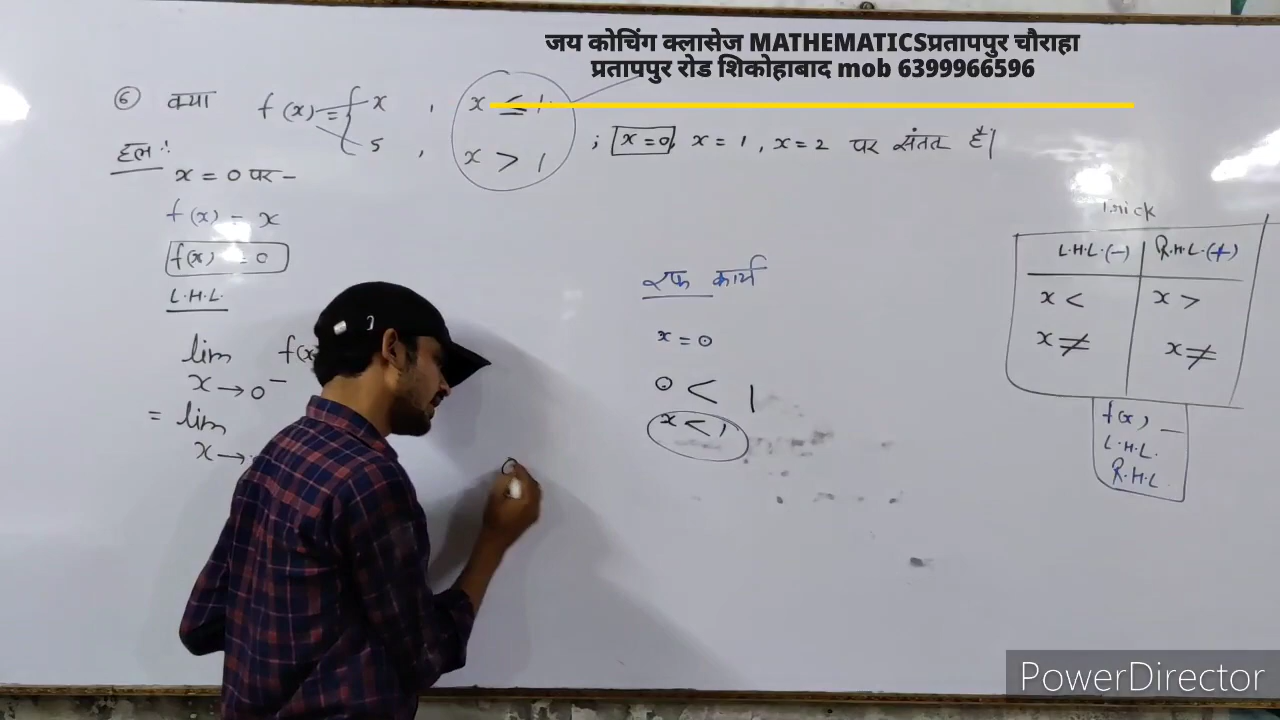 जय कोचिंग क्लासेज MATHEMATICSप्रतापपुर चौराहा
प्रतापपुर रोड शिकोहाबाद mob 6399966596
⑥ क्या f(x) = { x , x ≤ 1
5 , x > 1 ; x = 0, x = 1, x = 2 पर संतत है|
हल :
x = 0 पर -
f(x) = x
f(x) = 0
L.H.L.
lim f(x
x → 0⁻
= lim
x →
रफ कार्य
x = 0
0 < 1
x < 1
Trick
L.H.L.(-) R.H.L.(+)
x < x >
x ≠ x ≠
f(x) _
L.H.L.
R.H.L
PowerDirector